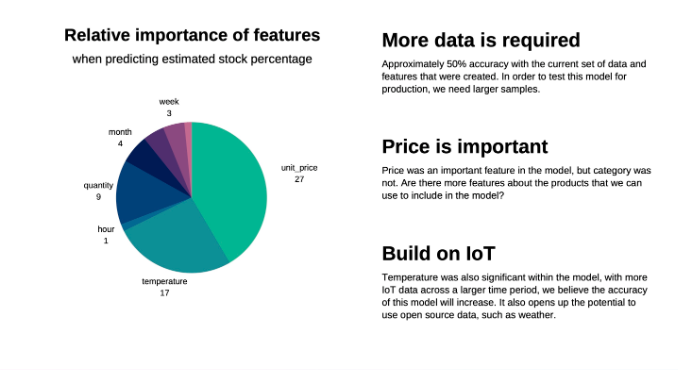 Relative importance of features
when predicting estimated stock percentage
week
3
month
4
quantity
9
hour
1
temperature
17
unit_price
27
More data is required
Approximately 50% accuracy with the current set of data and
features that were created. In order to test this model for
production, we need larger samples.
Price is important
Price was an important feature in the model, but category was
not. Are there more features about the products that we can
use to include in the model?
Build on IoT
Temperature was also significant within the model, with more
IoT data across a larger time period, we believe the accuracy
of this model will increase. It also opens up the potential to
use open source data, such as weather.